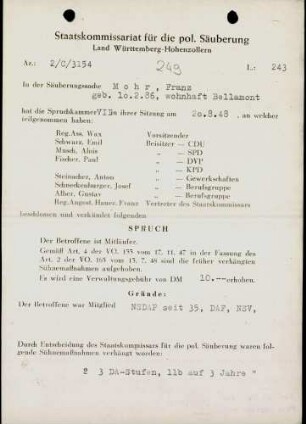 Staatskommissariat für die pol. Säuberung
Land Württemberg-Hohenzollern
Nr.: 2/C/3154 249 L.: 243
In der Säuberungssache Mohr, Franz
geb. 10.2.86, wohnhaft Bellamont
hat die Spruchkammer VII in ihrer Sitzung am 20.8.48, an welcher
teilgenommen haben:
Reg.Ass. Wax Vorsitzender
Schwarz, Emil Beisitzer — CDU
Musch, Alois „ — SPD
Fischer, Paul „ — DVP
„ — KPD
Steinacher, Anton „ — Gewerkschaften
Schneckenburger, Josef „ — Berufsgruppe
Alber, Gustav „ — Berufsgruppe
Reg.Angest. Franz Vertreter des Staatskommissars
beschlossen und verkündet folgenden
SPRUCH
Der Betroffene ist Mitläufer.
Gemäß Art. 4 der VO. 133 vom 17. 11. 47 in der Fassung des
Art. 2 der VO. 165 vom 13. 7. 48 sind die früher verhängten
Sühnemaßnahmen aufgehoben.
Es wird eine Verwaltungsgebühr von DM 10.-- erhoben.
Gründe:
Der Betroffene war Mitglied NSDAP seit 35, DAF, NSV,
Durch Entscheidung des Staatskommissars für die pol. Säuberung waren fol-
gende Sühnemaßnahmen verhängt worden:
3 DA-Stufen, 11b auf 3 Jahre "